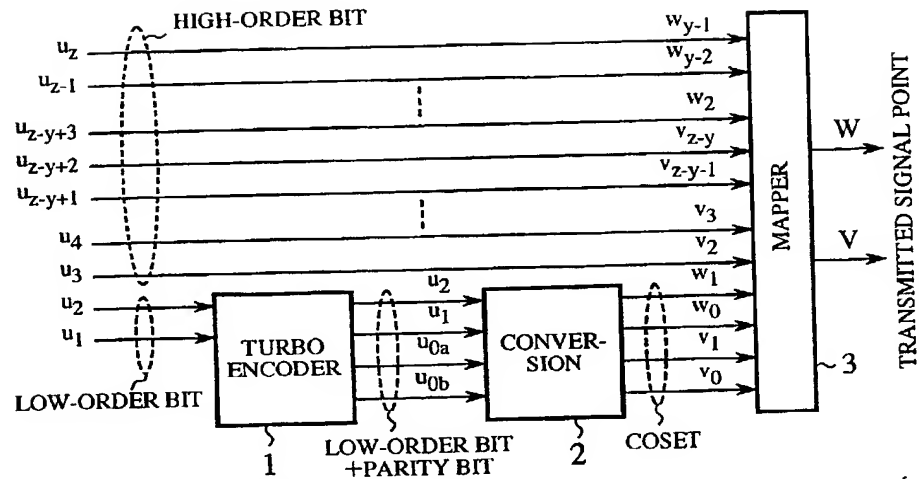 HIGH-ORDER BIT
u_z w_{y-1}
u_{z-1} w_{y-2}
u_{z-y+3} w_2
u_{z-y+2} v_{z-y}
u_{z-y+1} v_{z-y-1}
u_4 v_3
u_3 v_2
u_2 u_2 w_1
u_1 u_1 w_0
u_{0a} v_1
u_{0b} v_0
TURBO
ENCODER
CONVER-
SION
MAPPER
W
V
TRANSMITTED SIGNAL POINT
LOW-ORDER BIT
1
LOW-ORDER BIT
+PARITY BIT
2
COSET
3